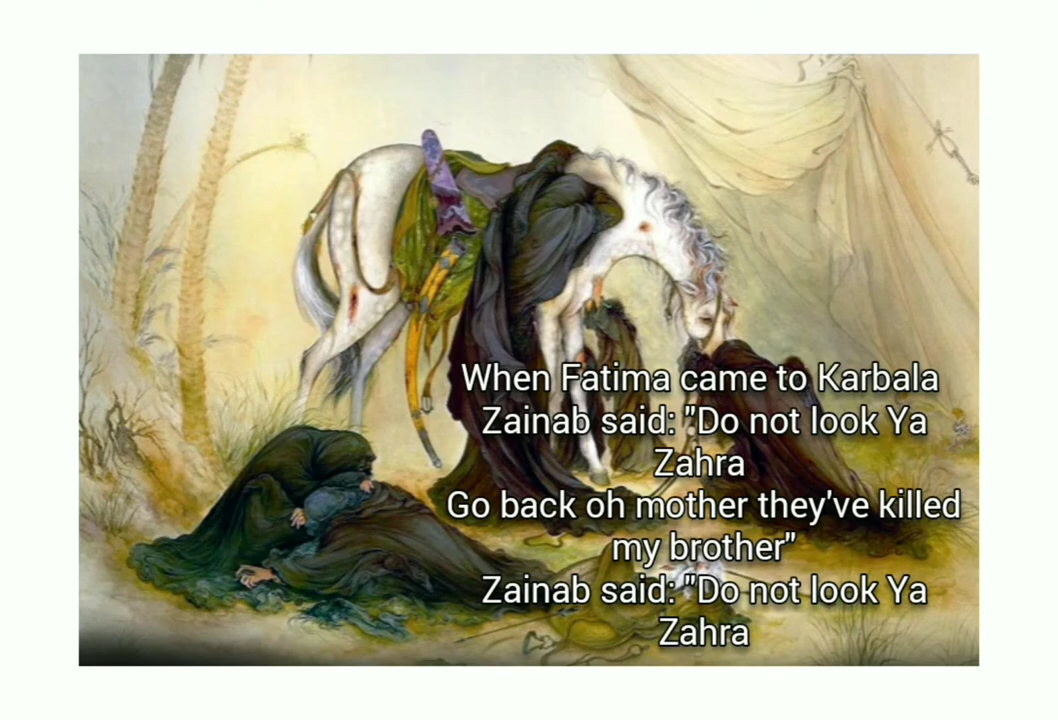 When Fatima came to Karbala
Zainab said: "Do not look Ya
Zahra
Go back oh mother they've killed
my brother"
Zainab said: "Do not look Ya
Zahra